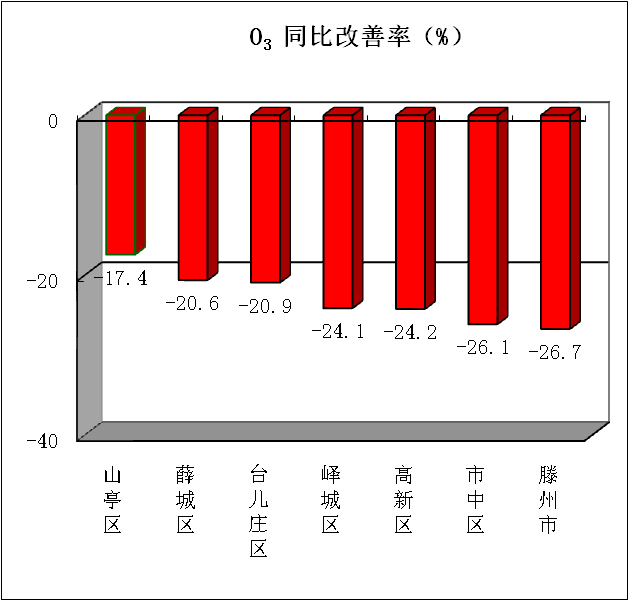 O₃ 同比改善率（%）
0
-20
-40
-17.4
-20.6
-20.9
-24.1
-24.2
-26.1
-26.7
山亭区
薛城区
台儿庄区
峄城区
高新区
市中区
滕州市